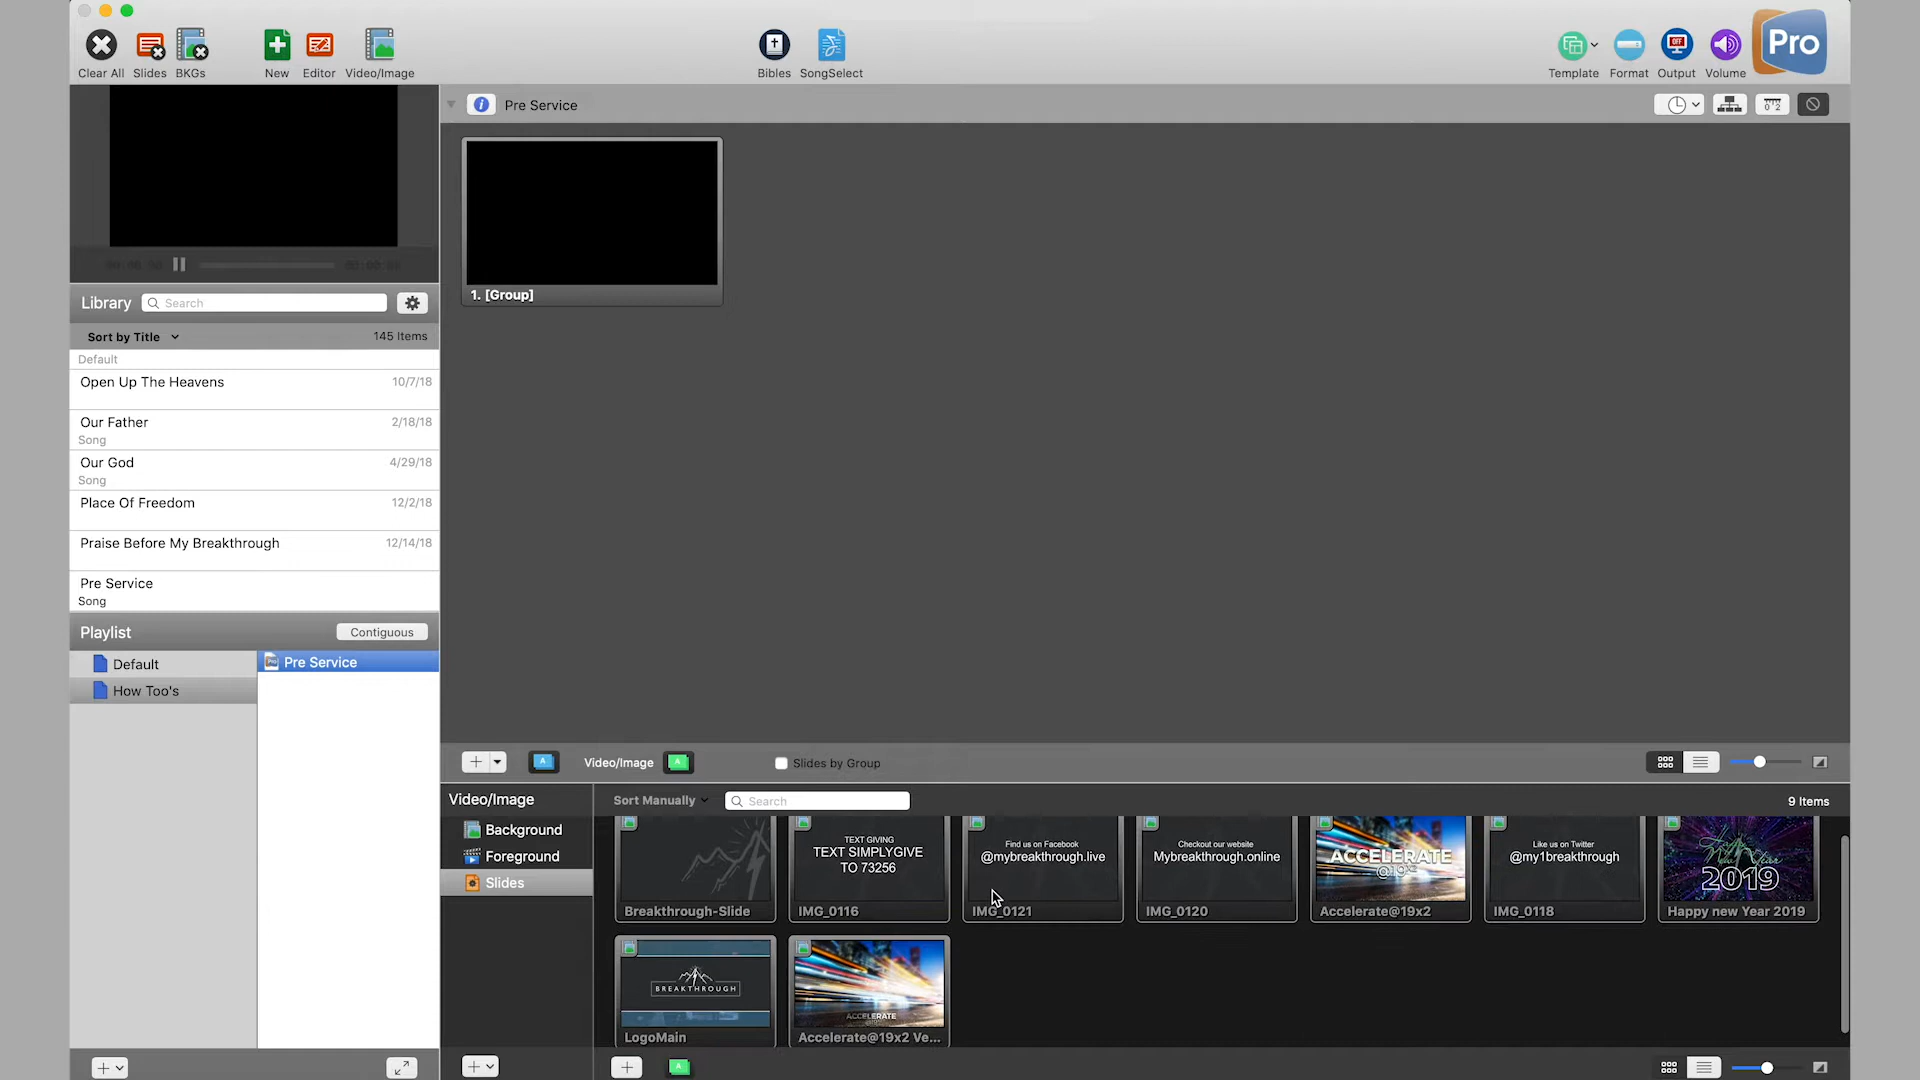 Clear All
Slides
BKGs
New
Editor
Video/Image
Bibles
SongSelect
Template
Format
OFF
Output
Volume
Pro
Pre Service
1. [Group]
Library
Search
Sort by Title
145 Items
Default
Open Up The Heavens
10/7/18
Our Father
2/18/18
Song
Our God
4/29/18
Song
Place Of Freedom
12/2/18
Praise Before My Breakthrough
12/14/18
Pre Service
Song
Playlist
Contiguous
Default
How Too's
Pre Service
A
Video/Image
A
Slides by Group
Video/Image
Background
Foreground
Slides
Sort Manually
Search
9 Items
Breakthrough-Slide
TEXT GIVING
TEXT SIMPLYGIVE
TO 73256
IMG_0116
Find us on Facebook
@mybreakthrough.live
IMG_0121
Checkout our website
Mybreakthrough.online
IMG_0120
ACCELERATE
@19x2
Accelerate@19x2
Like us on Twitter
@my1breakthrough
IMG_0118
Happy
New Year
2019
Happy new Year 2019
BREAKTHROUGH
LogoMain
ACCELERATE
Accelerate@19x2 Ve...
A